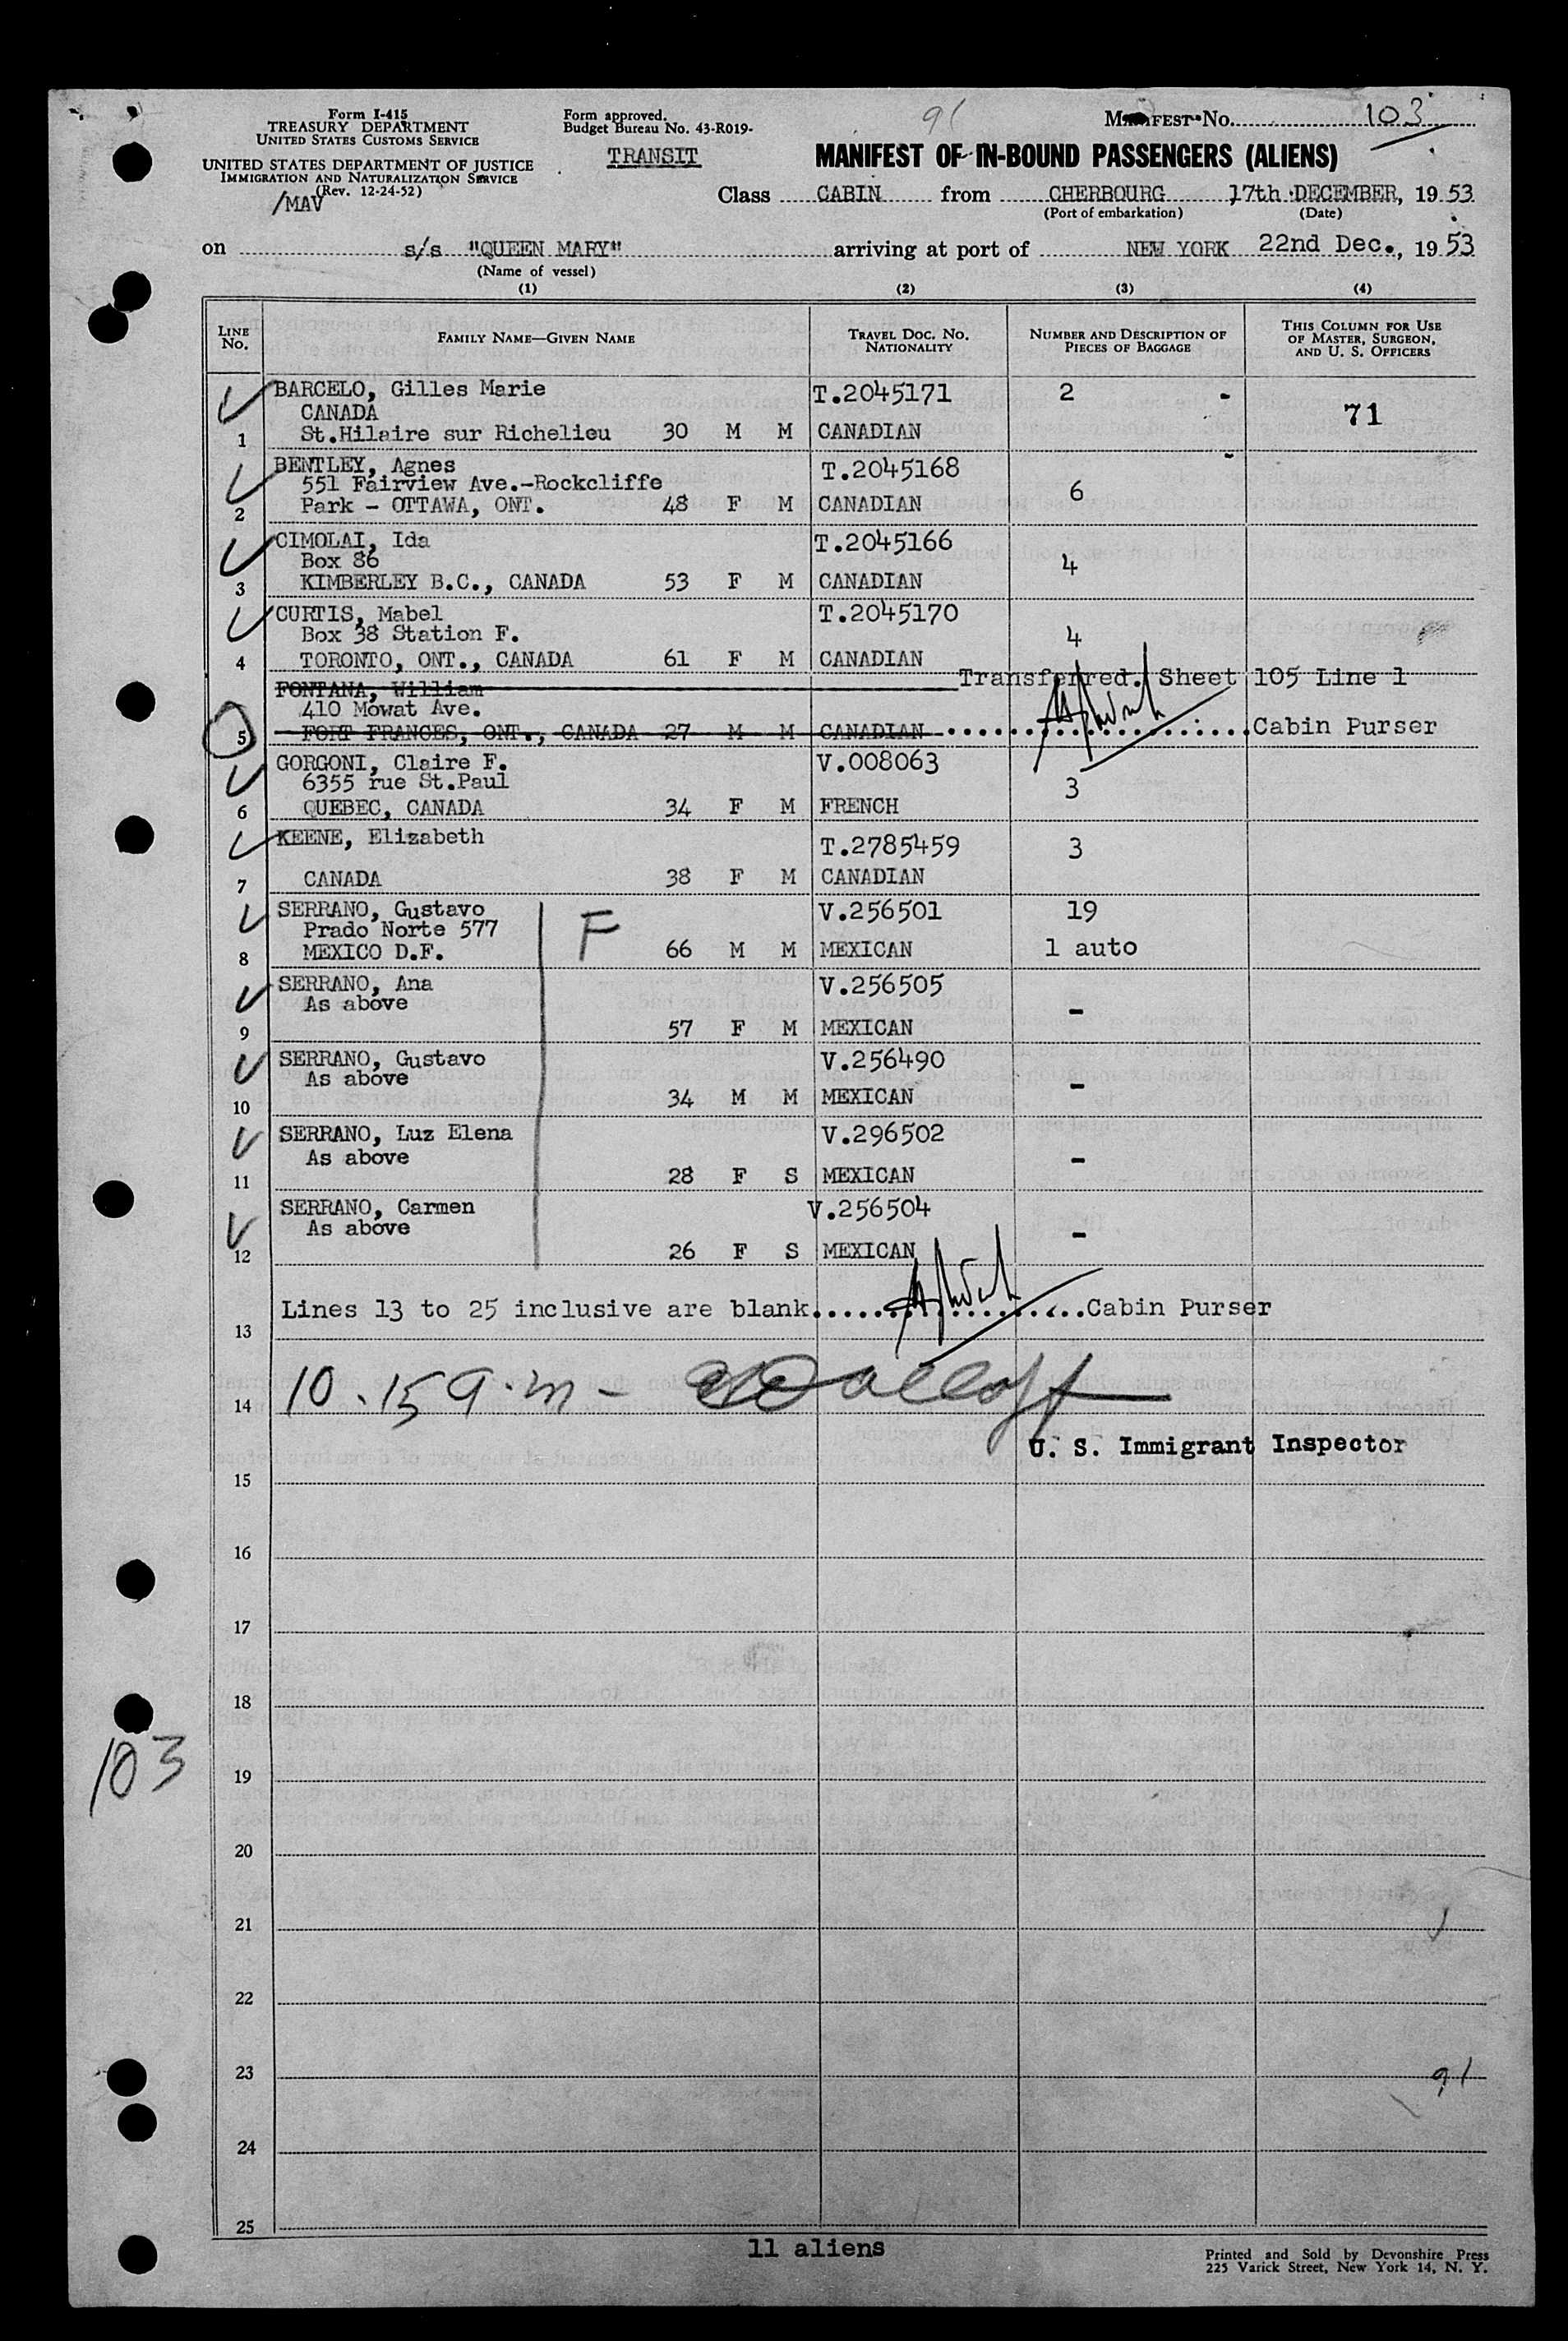 Form I-415
TREASURY DEPARTMENT
UNITED STATES CUSTOMS SERVICE
UNITED STATES DEPARTMENT OF JUSTICE
IMMIGRATION AND NATURALIZATION SERVICE
(Rev. 12-24-52)
/MAV
Form approved.
Budget Bureau No. 43-R019-
TRANSIT
91
MANIFEST No. 103
MANIFEST OF IN-BOUND PASSENGERS (ALIENS)
Class CABIN from CHERBOURG 17th DECEMBER, 1953
(Port of embarkation) (Date)
on s/s "QUEEN MARY" arriving at port of NEW YORK 22nd Dec., 1953
(Name of vessel)
(1) (2) (3) (4)
LINE No. FAMILY NAME—GIVEN NAME TRAVEL DOC. NO. NATIONALITY NUMBER AND DESCRIPTION OF PIECES OF BAGGAGE THIS COLUMN FOR USE OF MASTER, SURGEON, AND U. S. OFFICERS
BARCELO, Gilles Marie T.2045171 2 -
CANADA 71
1 St.Hilaire sur Richelieu 30 M M CANADIAN
BENTLEY, Agnes T.2045168 -
551 Fairview Ave.-Rockcliffe 6
2 Park - OTTAWA, ONT. 48 F M CANADIAN
CIMOLAI, Ida T.2045166
Box 86 4
3 KIMBERLEY B.C., CANADA 53 F M CANADIAN
CURTIS, Mabel T.2045170
Box 38 Station F. 4
4 TORONTO, ONT., CANADA 61 F M CANADIAN
FONTANA, William Transferred. Sheet 105 Line 1
410 Mowat Ave.
5 FORT FRANCES, ONT., CANADA 27 M M CANADIAN ..................Cabin Purser
GORGONI, Claire F. V.008063
6355 rue St.Paul 3
6 QUEBEC, CANADA 34 F M FRENCH
KEENE, Elizabeth T.2785459 3
7 CANADA 38 F M CANADIAN
SERRANO, Gustavo V.256501 19
Prado Norte 577 F
8 MEXICO D.F. 66 M M MEXICAN 1 auto
SERRANO, Ana V.256505
As above -
9 57 F M MEXICAN
SERRANO, Gustavo V.256490
As above -
10 34 M M MEXICAN
SERRANO, Luz Elena V.296502
As above -
11 28 F S MEXICAN
SERRANO, Carmen V.256504
As above -
12 26 F S MEXICAN
Lines 13 to 25 inclusive are blank..................Cabin Purser
13
14 10.15 a.m-
U. S. Immigrant Inspector
15
16
17
18
103
19
20
21
22
23 91
24
25
11 aliens
Printed and Sold by Devonshire Press
225 Varick Street, New York 14, N. Y.